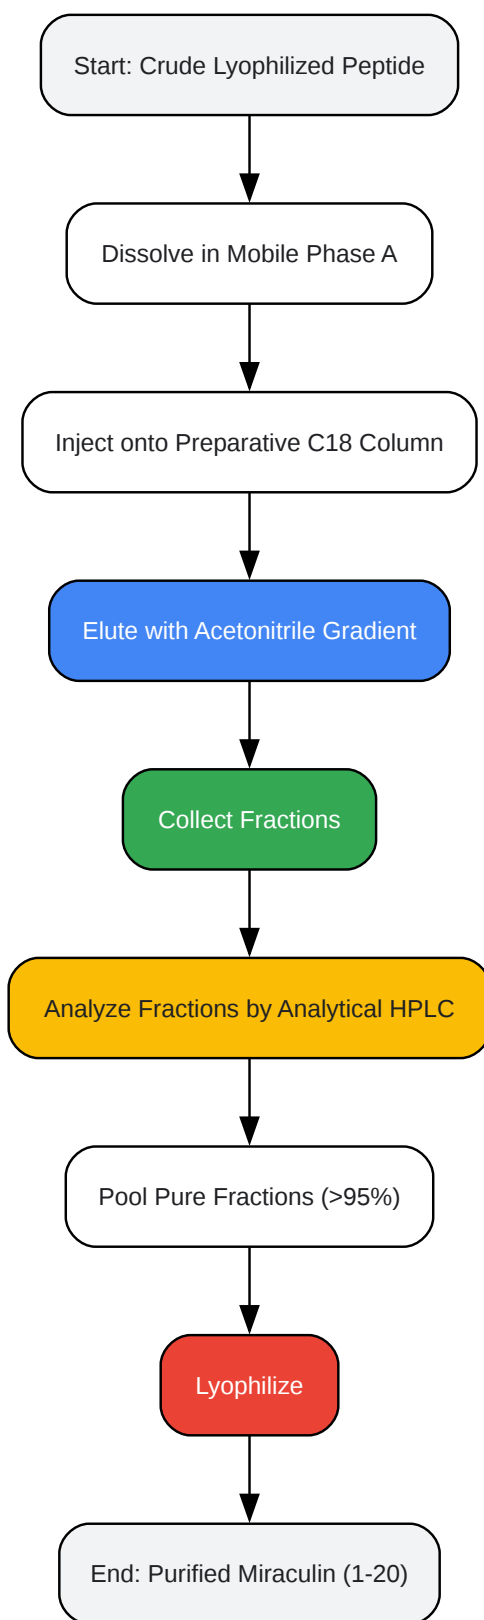 Start: Crude Lyophilized Peptide
Dissolve in Mobile Phase A
Inject onto Preparative C18 Column
Elute with Acetonitrile Gradient
Collect Fractions
Analyze Fractions by Analytical HPLC
Pool Pure Fractions (>95%)
Lyophilize
End: Purified Miraculin (1-20)